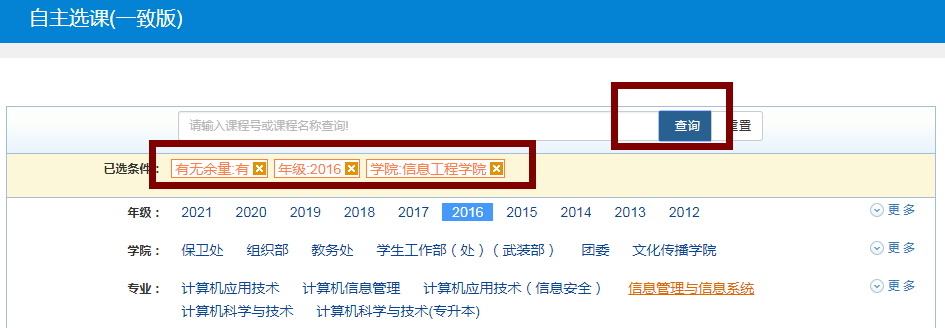 自主选课(一致版)
请输入课程号或课程名称查询! 查询 重置
已选条件： 有无余量:有 年级:2016 学院:信息工程学院
年级： 2021 2020 2019 2018 2017 2016 2015 2014 2013 2012 更多
学院： 保卫处 组织部 教务处 学生工作部（处）（武装部） 团委 文化传播学院 更多
专业： 计算机应用技术 计算机信息管理 计算机应用技术（信息安全） 信息管理与信息系统 更多
计算机科学与技术 计算机科学与技术(专升本)